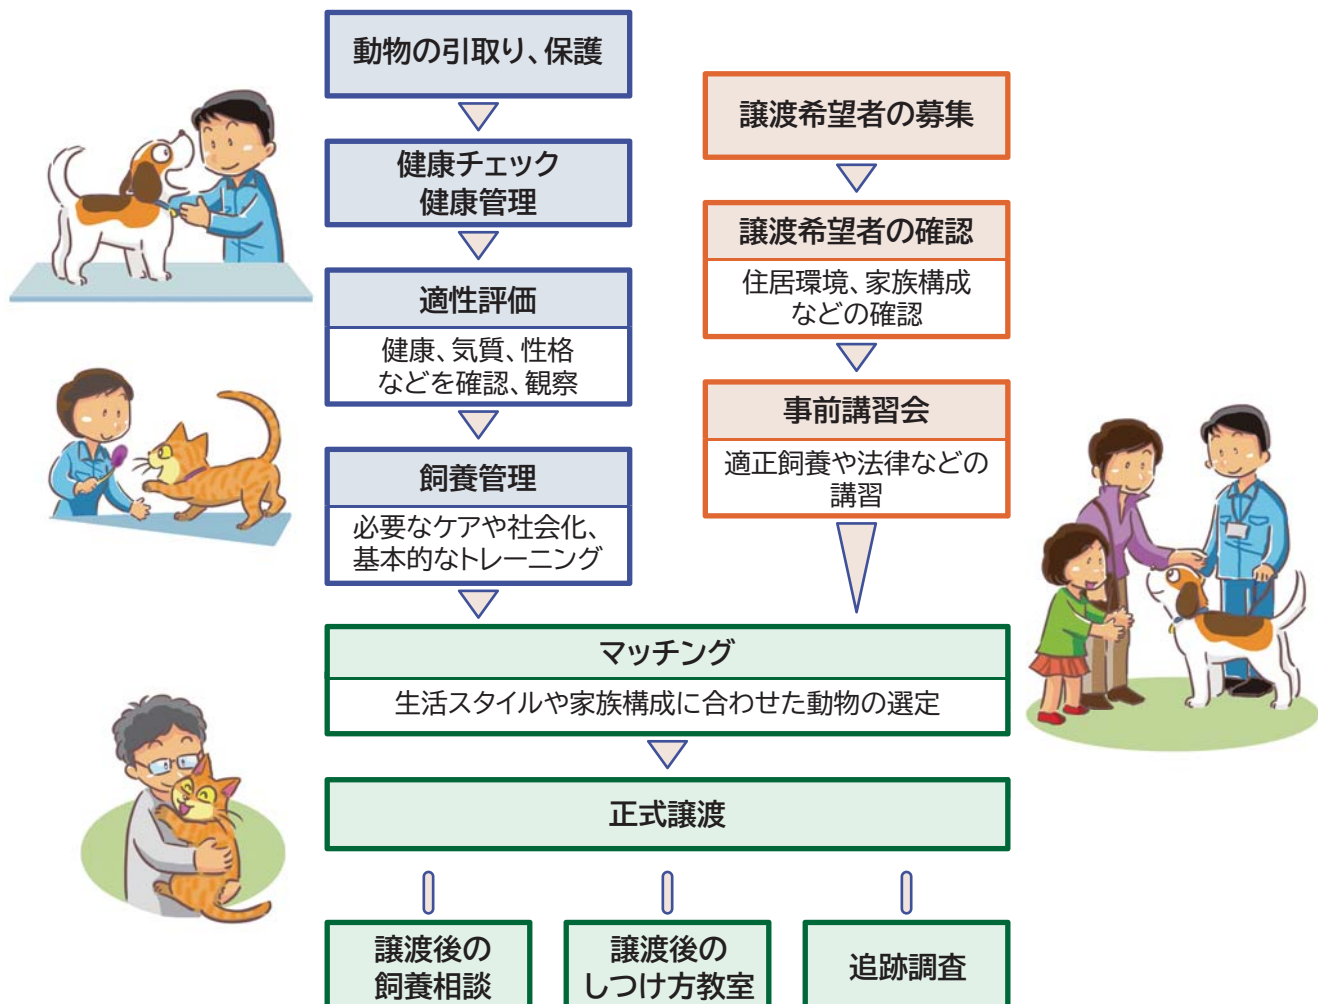 動物の引取り、保護
健康チェック
健康管理
適性評価
健康、気質、性格
などを確認、観察
飼養管理
必要なケアや社会化、
基本的なトレーニング
譲渡希望者の募集
譲渡希望者の確認
住居環境、家族構成
などの確認
事前講習会
適正飼養や法律などの
講習
マッチング
生活スタイルや家族構成に合わせた動物の選定
正式譲渡
譲渡後の
飼養相談
譲渡後の
しつけ方教室
追跡調査